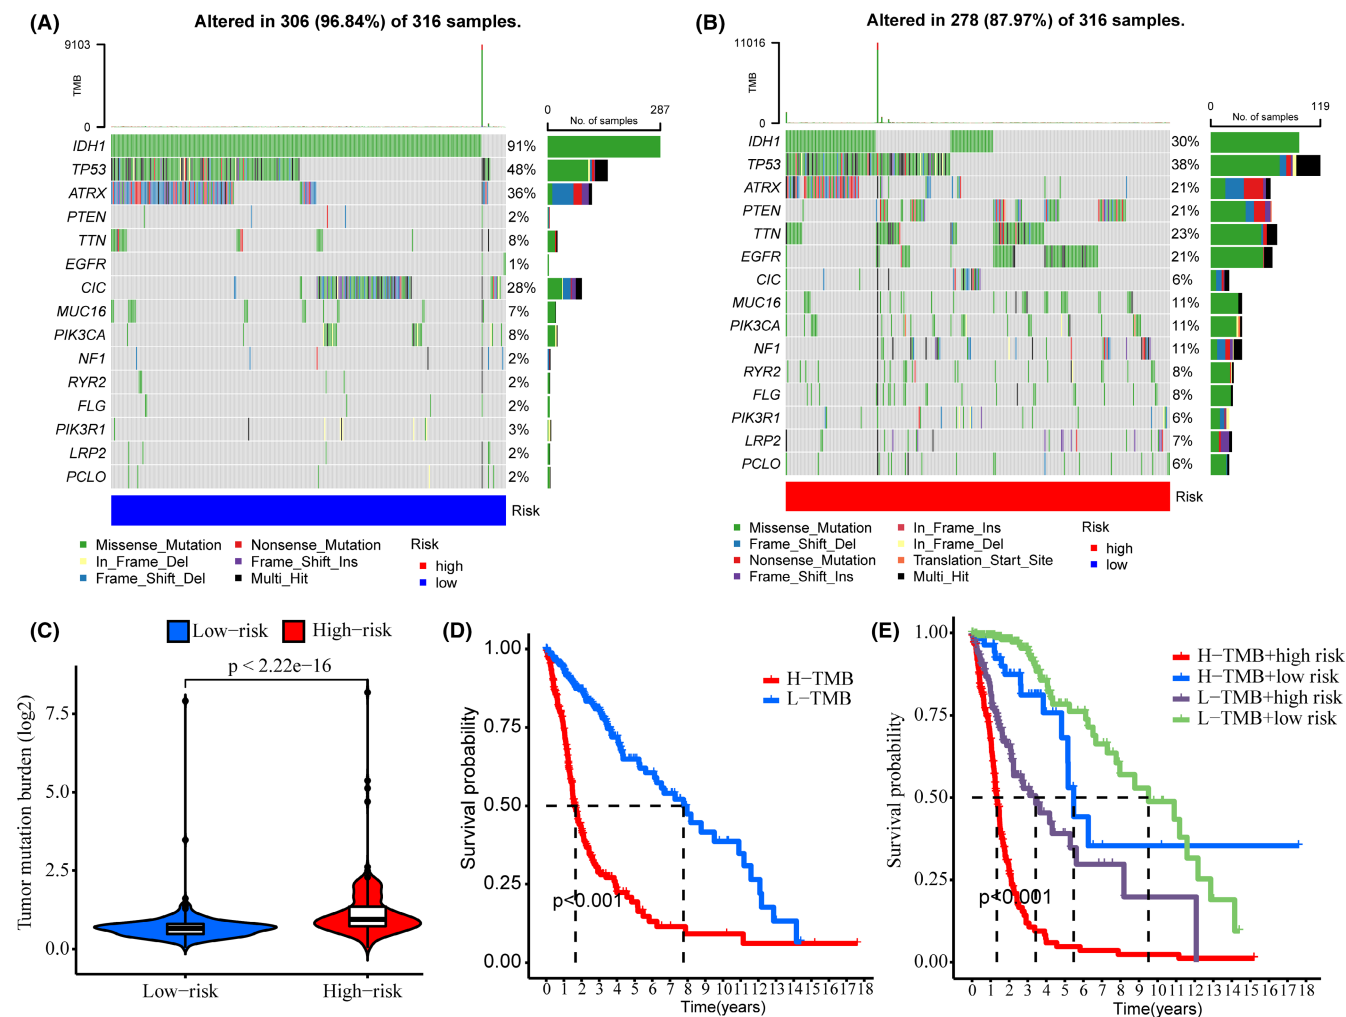 (A)
Altered in 306 (96.84%) of 316 samples.
9103
TMB
0
0 287
No. of samples
IDH1 91%
TP53 48%
ATRX 36%
PTEN 2%
TTN 8%
EGFR 1%
CIC 28%
MUC16 7%
PIK3CA 8%
NF1 2%
RYR2 2%
FLG 2%
PIK3R1 3%
LRP2 2%
PCLO 2%
Risk
Missense_Mutation
In_Frame_Del
Frame_Shift_Del
Nonsense_Mutation
Frame_Shift_Ins
Multi_Hit
Risk
high
low
(B)
Altered in 278 (87.97%) of 316 samples.
11016
TMB
0
0 119
No. of samples
IDH1 30%
TP53 38%
ATRX 21%
PTEN 21%
TTN 23%
EGFR 21%
CIC 6%
MUC16 11%
PIK3CA 11%
NF1 11%
RYR2 8%
FLG 8%
PIK3R1 6%
LRP2 7%
PCLO 6%
Risk
Missense_Mutation
Frame_Shift_Del
Nonsense_Mutation
Frame_Shift_Ins
In_Frame_Ins
In_Frame_Del
Translation_Start_Site
Multi_Hit
Risk
high
low
(C)
Low−risk High−risk
p < 2.22e−16
Tumor mutation burden (log2)
7.5
5.0
2.5
0.0
Low−risk High−risk
(D)
Survival probability
1.00
0.75
0.50
0.25
0.00
H−TMB
L−TMB
p<0.001
0 1 2 3 4 5 6 7 8 9 10 11 12 13 14 15 16 17 18
Time(years)
(E)
Survival probability
1.00
0.75
0.50
0.25
0.00
H−TMB+high risk
H−TMB+low risk
L−TMB+high risk
L−TMB+low risk
p<0.001
0 1 2 3 4 5 6 7 8 9 10 11 12 13 14 15 16 17 18
Time(years)